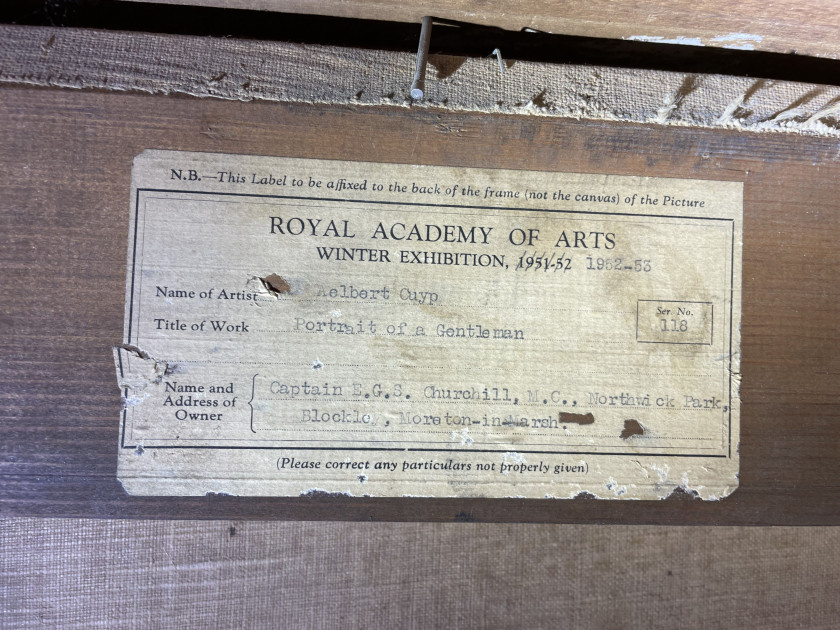 N.B.—This Label to be affixed to the back of the frame (not the canvas) of the Picture
ROYAL ACADEMY OF ARTS
WINTER EXHIBITION, 1951-52 1952-53
Name of Artist Aelbert Cuyp
Title of Work Portrait of a Gentleman
Ser. No.
118
Name and Address of Owner
Captain E.G.S. Churchill, M.C., Northwick Park,
Moreton-in-Marsh.
(Please correct any particulars not properly given)